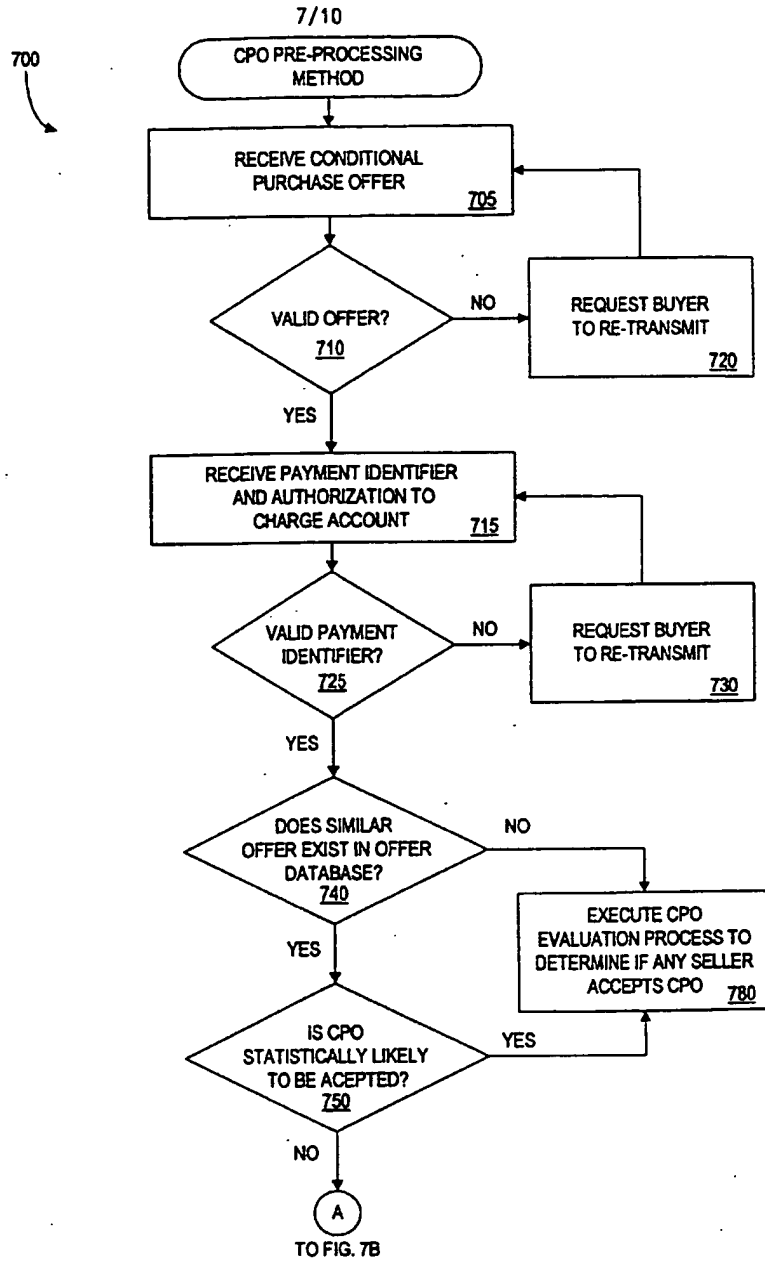 7/10
700
CPO PRE-PROCESSING
METHOD
RECEIVE CONDITIONAL
PURCHASE OFFER
705
VALID OFFER?
710
NO
REQUEST BUYER
TO RE-TRANSMIT
720
YES
RECEIVE PAYMENT IDENTIFIER
AND AUTHORIZATION TO
CHARGE ACCOUNT
715
VALID PAYMENT
IDENTIFIER?
725
NO
REQUEST BUYER
TO RE-TRANSMIT
730
YES
DOES SIMILAR
OFFER EXIST IN OFFER
DATABASE?
740
NO
EXECUTE CPO
EVALUATION PROCESS TO
DETERMINE IF ANY SELLER
ACCEPTS CPO
780
YES
IS CPO
STATISTICALLY LIKELY
TO BE ACEPTED?
750
YES
NO
A
TO FIG. 7B